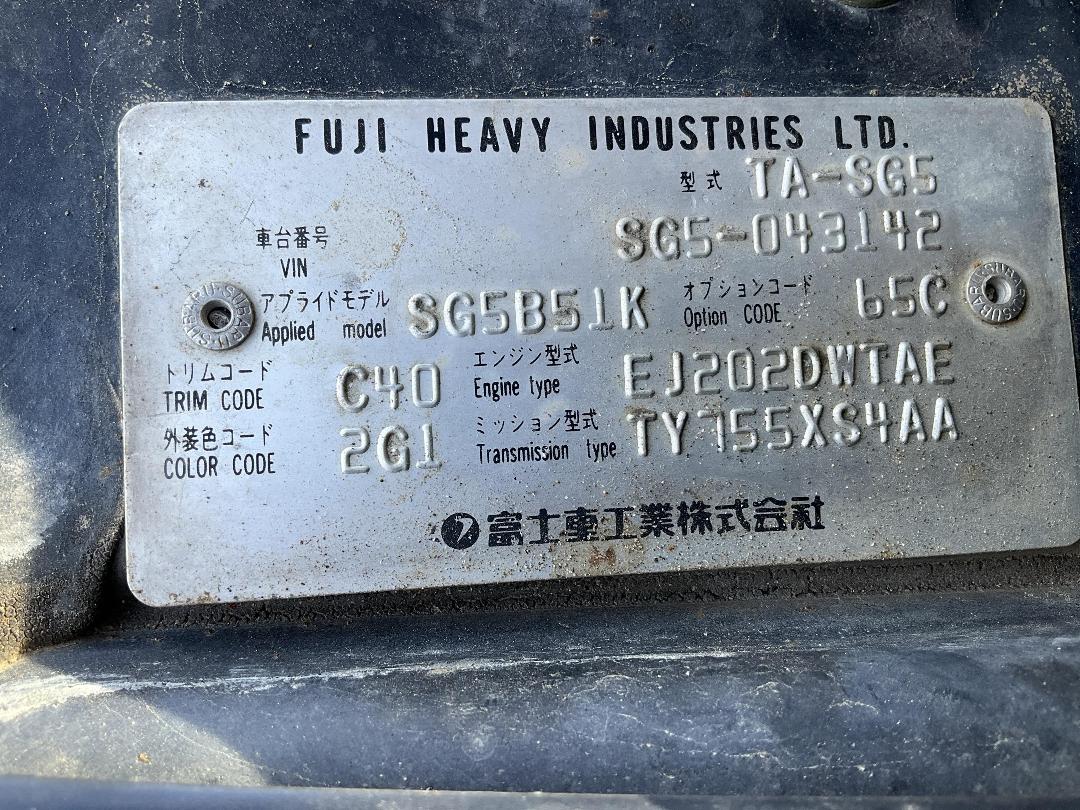 FUJI HEAVY INDUSTRIES LTD.
型式 TA-SG5
車台番号 SG5-043142
VIN
アプライドモデル SG5B51K オプションコード 65C
Applied model Option CODE
トリムコード C40 エンジン型式 EJ202DWTAE
TRIM CODE Engine type
外装色コード 2G1 ミッション型式 TY755XS4AA
COLOR CODE Transmission type
富士重工業株式会社